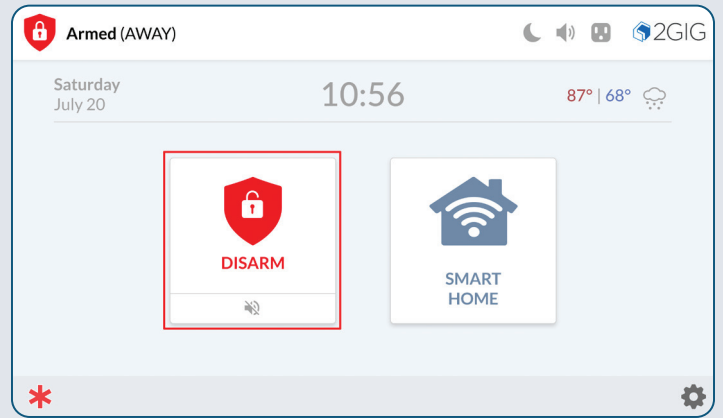 Armed (AWAY)
2GIG
Saturday
July 20
10:56
87° | 68°
DISARM
SMART
HOME